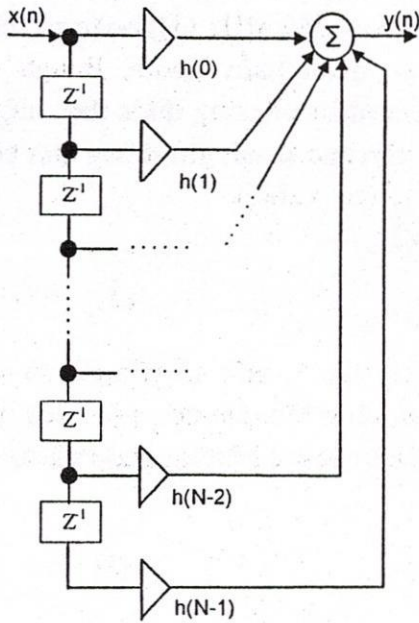 x(n)
Σ
y(n)
h(0)
Z⁻¹
h(1)
Z⁻¹
Z⁻¹
h(N-2)
Z⁻¹
h(N-1)